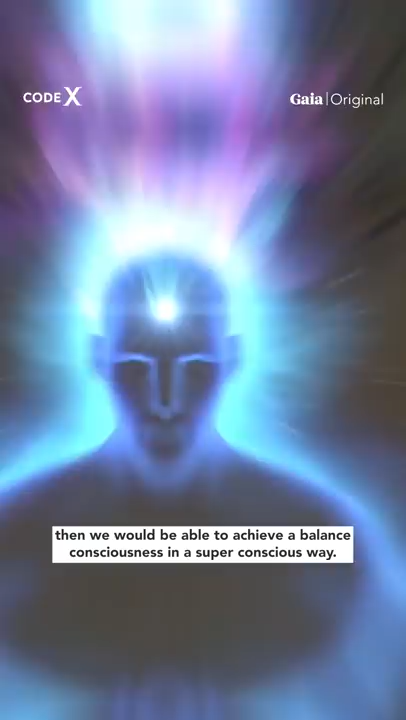 CODE X
Gaia | Original
then we would be able to achieve a balance
consciousness in a super conscious way.